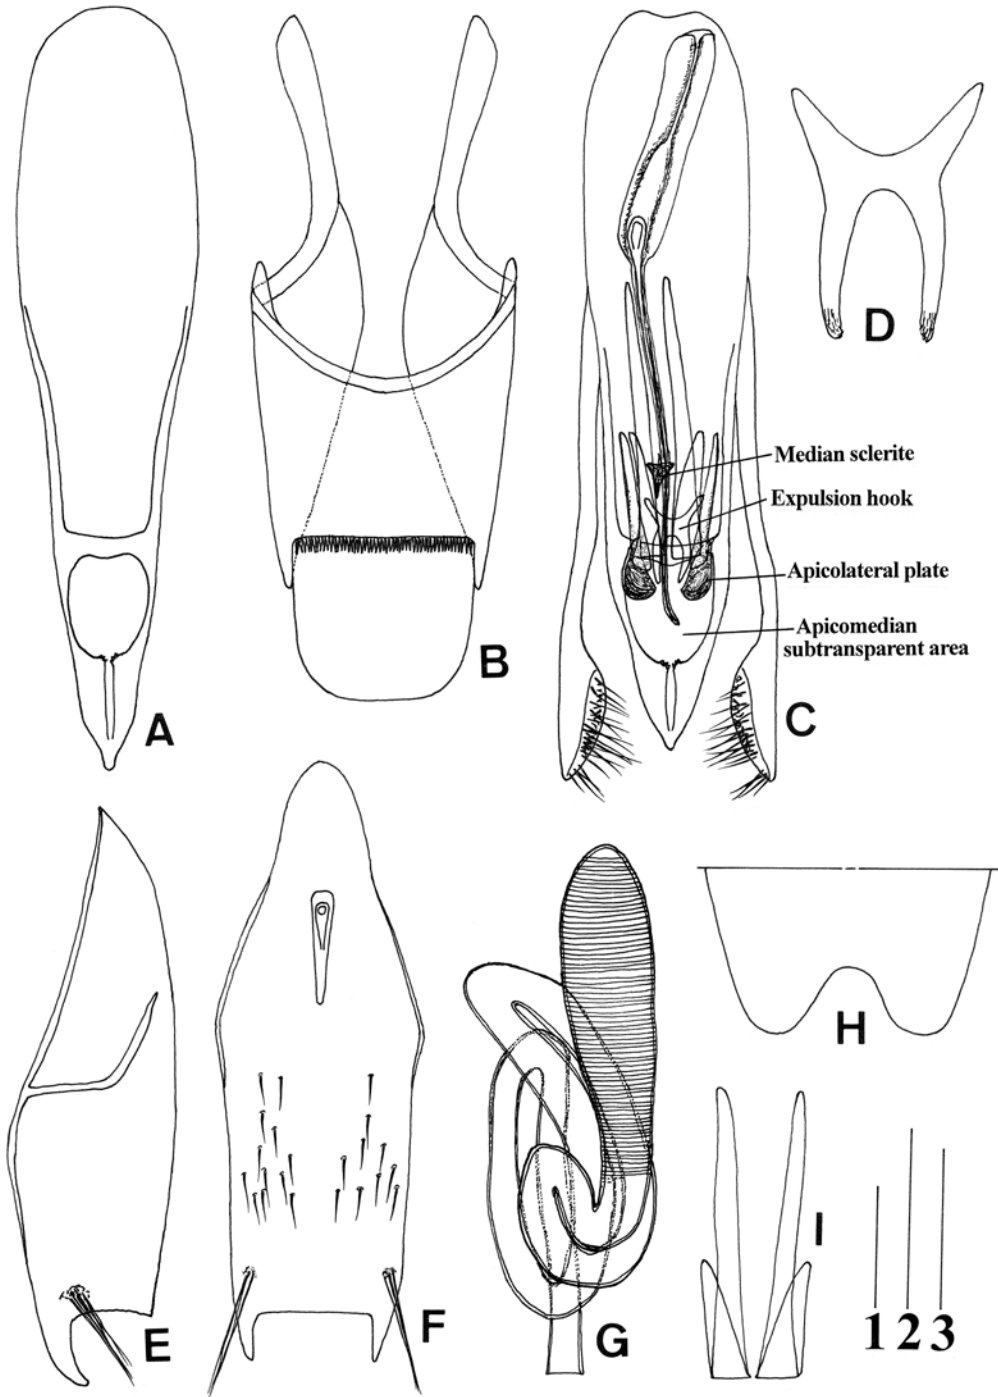 D
Median sclerite
Expulsion hook
Apicolateral plate
Apicomedian
subtransparent area
B
A
C
H
I
E
F
G
1 2 3